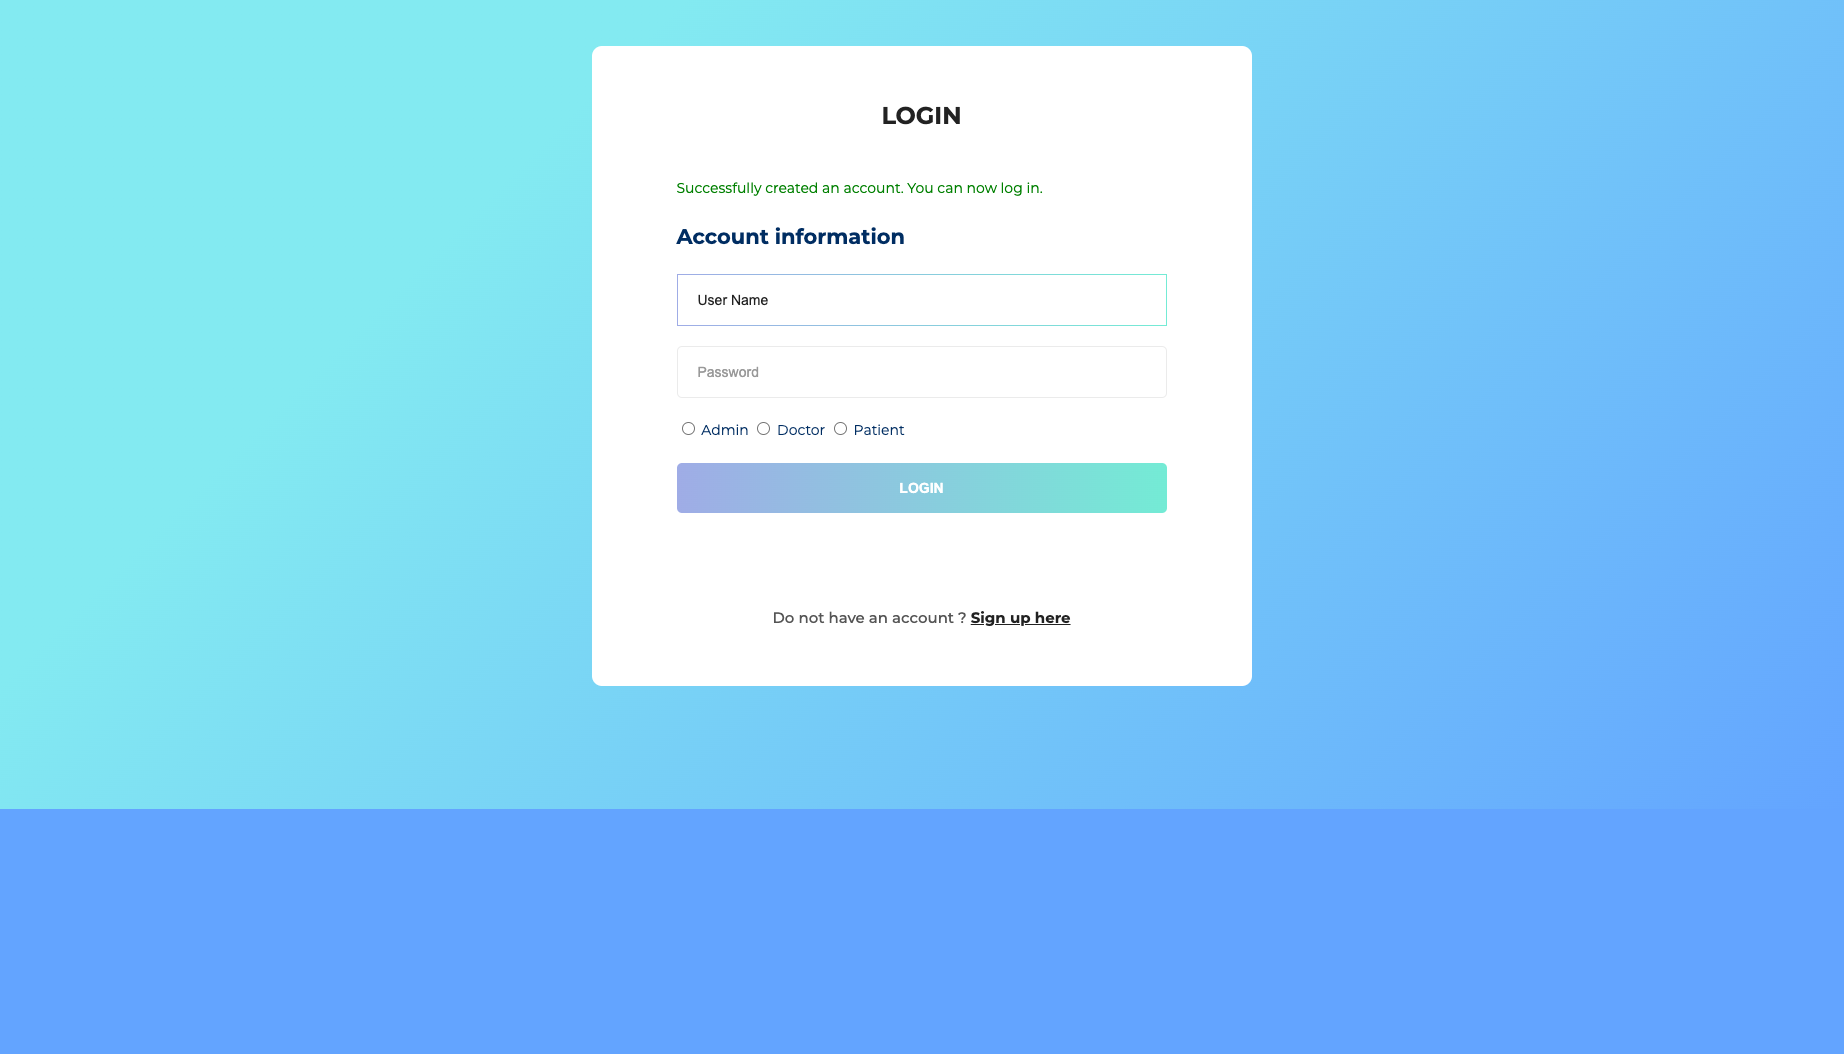 LOGIN
Successfully created an account. You can now log in.
Account information
User Name
Password
Admin Doctor Patient
LOGIN
Do not have an account ? Sign up here